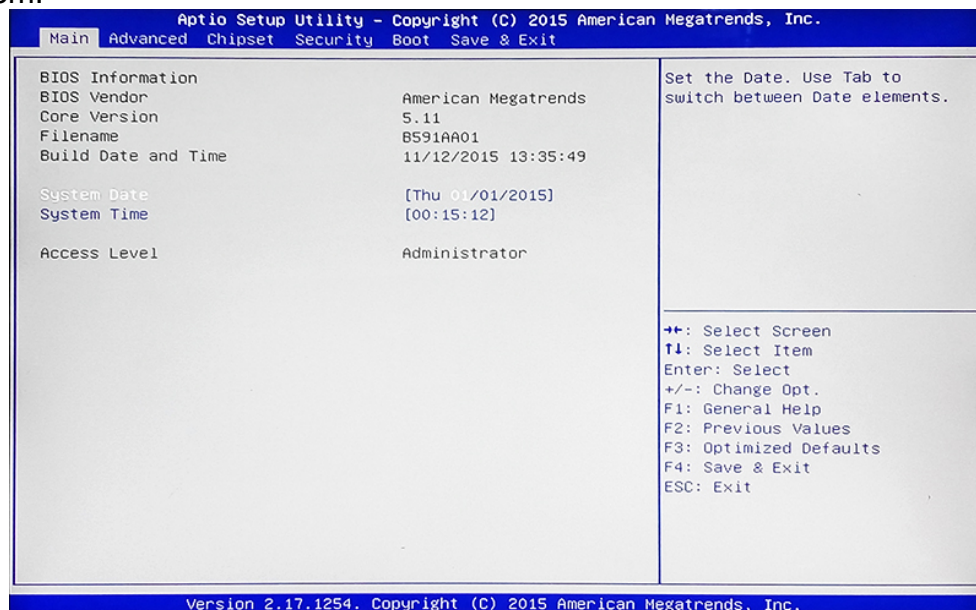 em.
Aptio Setup Utility – Copyright (C) 2015 American Megatrends, Inc.
Main Advanced Chipset Security Boot Save & Exit
BIOS Information
BIOS Vendor American Megatrends
Core Version 5.11
Filename B591AA01
Build Date and Time 11/12/2015 13:35:49
System Date [Thu 01/01/2015]
System Time [00:15:12]
Access Level Administrator
Set the Date. Use Tab to
switch between Date elements.
→←: Select Screen
↑↓: Select Item
Enter: Select
+/-: Change Opt.
F1: General Help
F2: Previous Values
F3: Optimized Defaults
F4: Save & Exit
ESC: Exit
Version 2.17.1254. Copyright (C) 2015 American Megatrends, Inc.